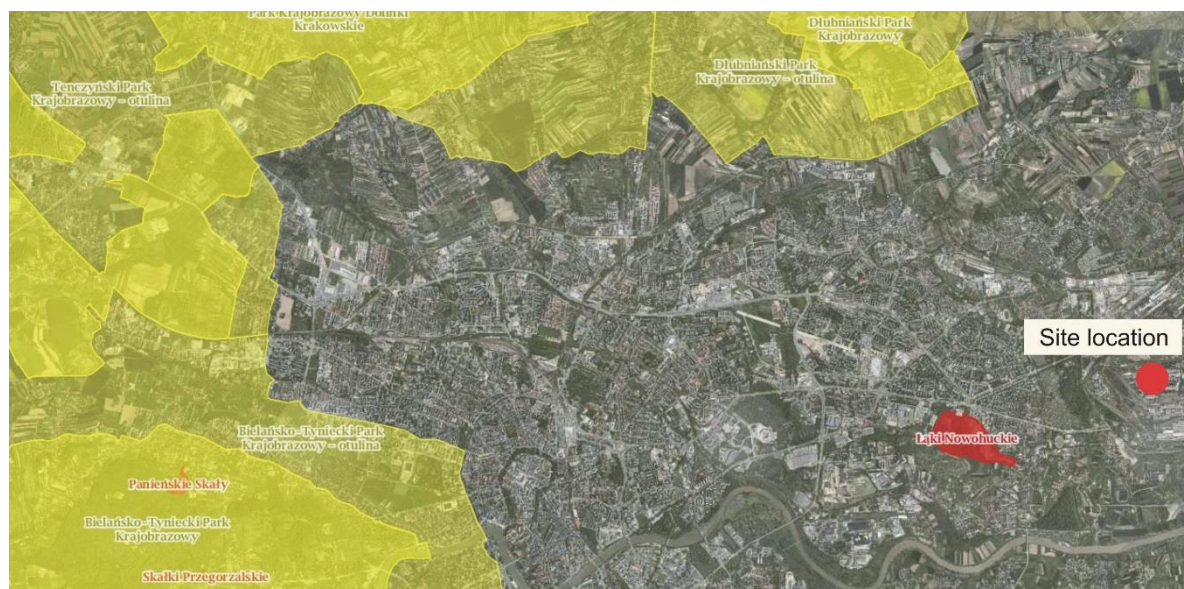 Park Krajobrazowy Dolinki
Krakowskie
Dłubniański Park
Krajobrazowy
Tenczyński Park
Krajobrazowy - otulina
Dłubniański Park
Krajobrazowy - otulina
Site location
Bielańsko-Tyniecki Park
Krajobrazowy - otulina
Łąki Nowohuckie
Panieńskie Skały
Bielańsko-Tyniecki Park
Krajobrazowy
Skałki Przegorzalskie